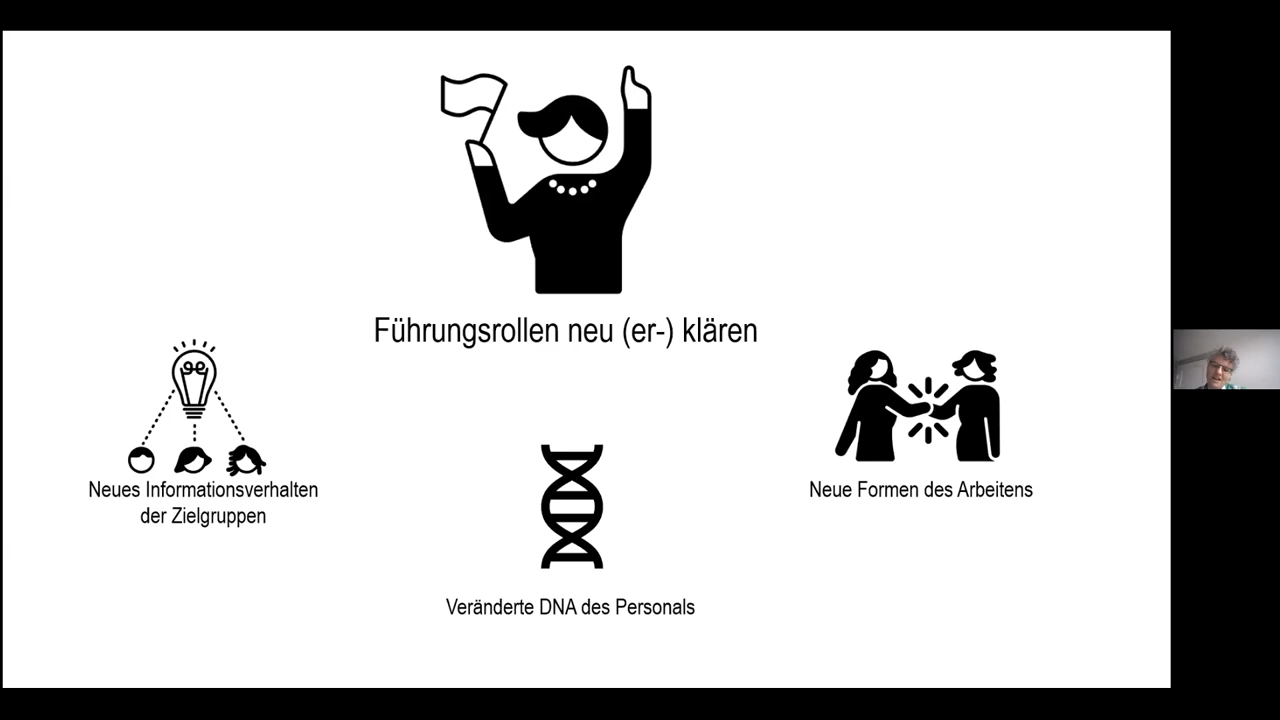 Führungsrollen neu (er-) klären
Neues Informationsverhalten
der Zielgruppen
Neue Formen des Arbeitens
Veränderte DNA des Personals